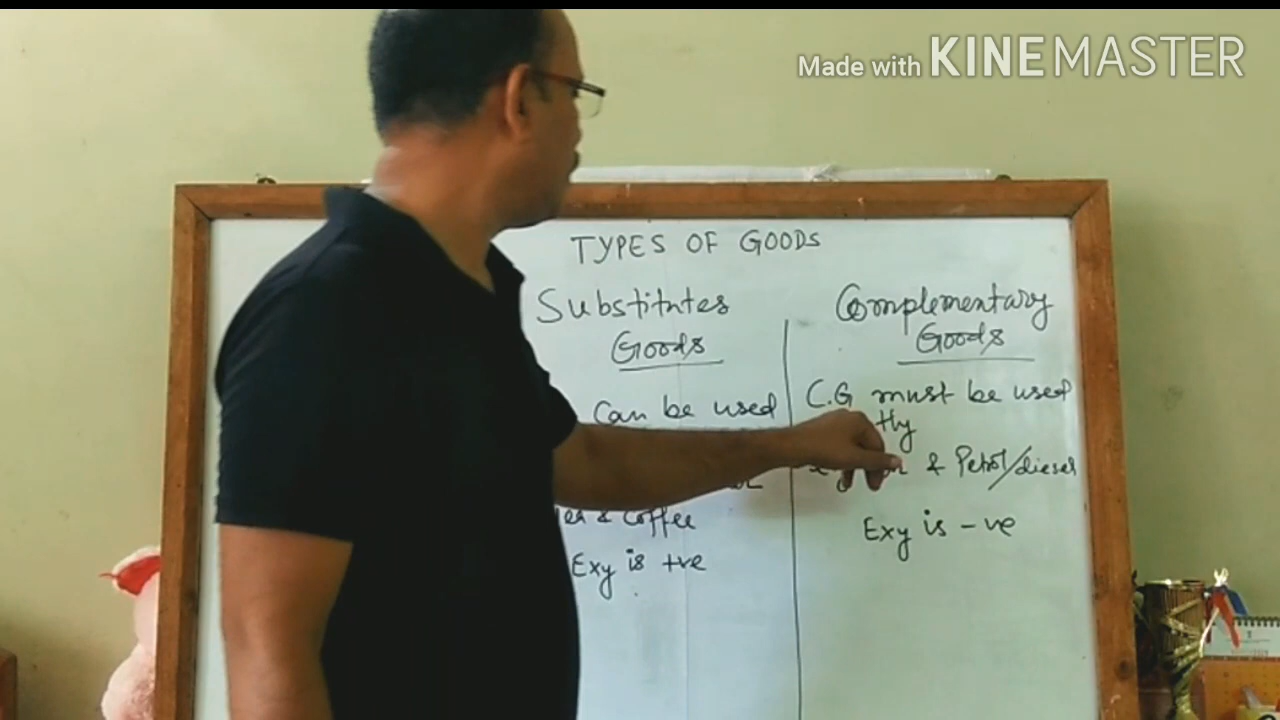 Made with KINEMASTER
TYPES OF GOODS
Substitutes
Goods
can be used
& Coffee
Exy is +ve
Complementary
Goods
C.G must be used
tly
& Petrol/diesel
Exy is -ve